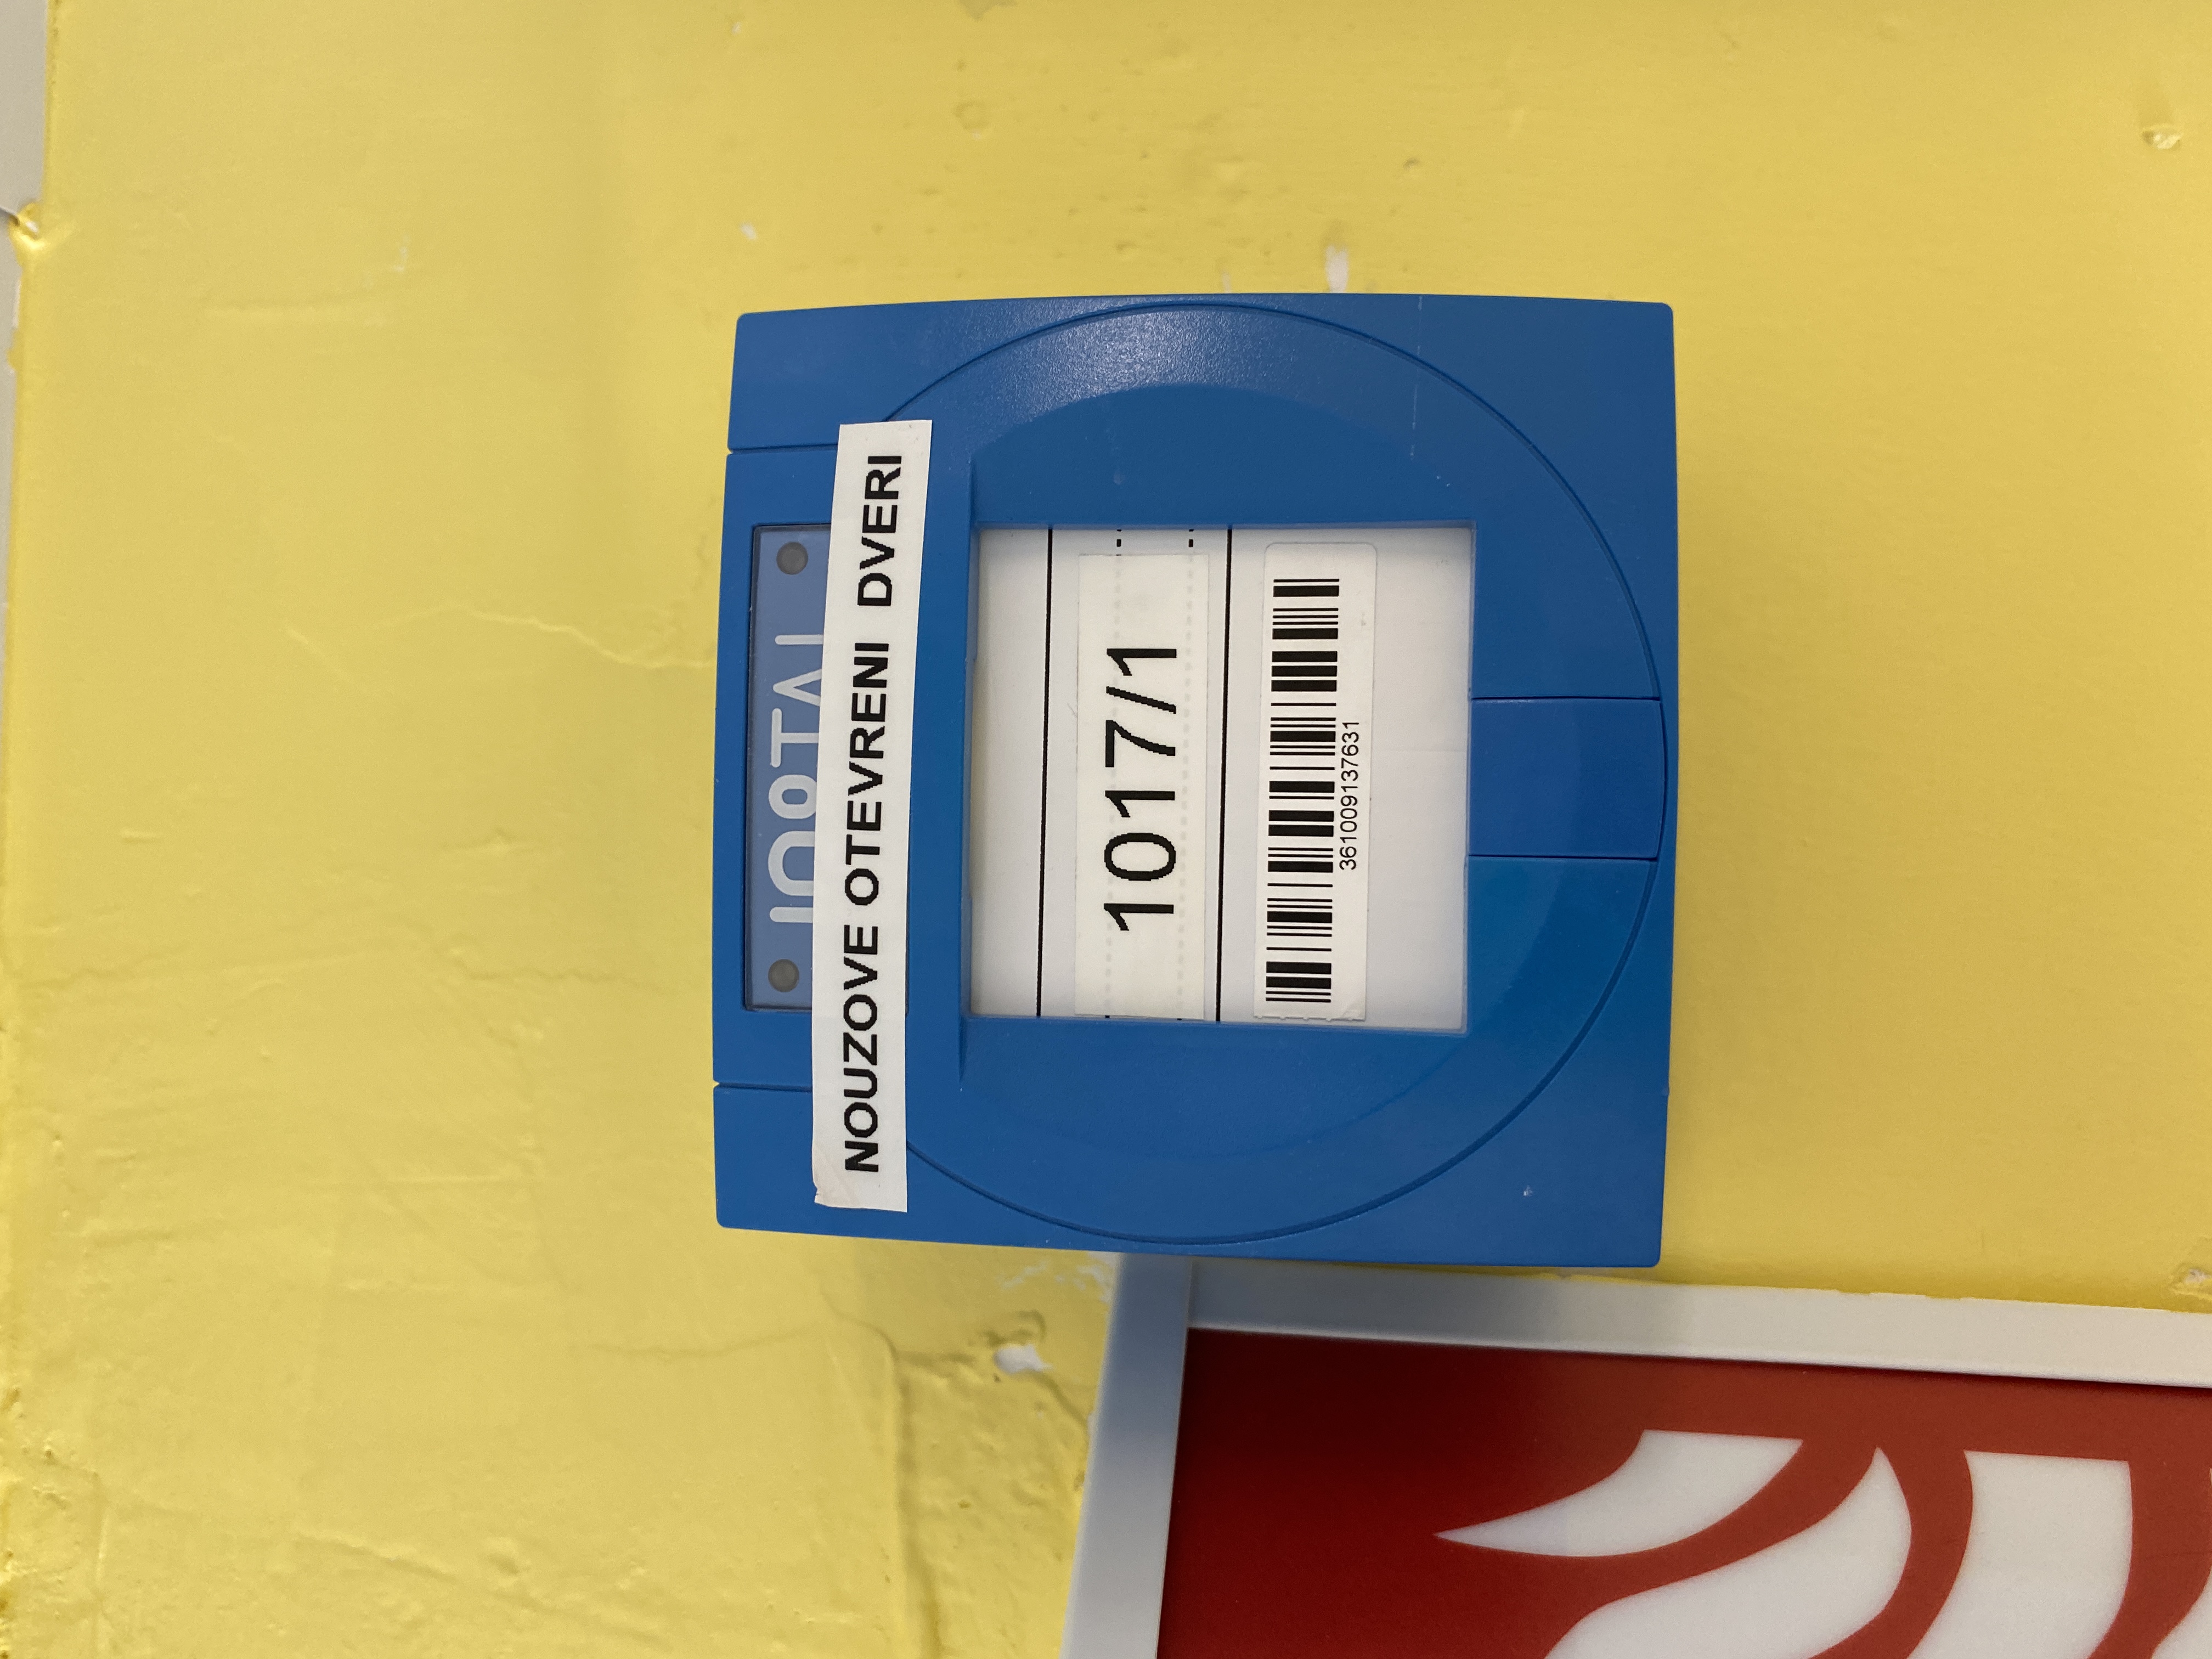 NOUZOVE OTEVRENI DVERI
1017/1
361009137631